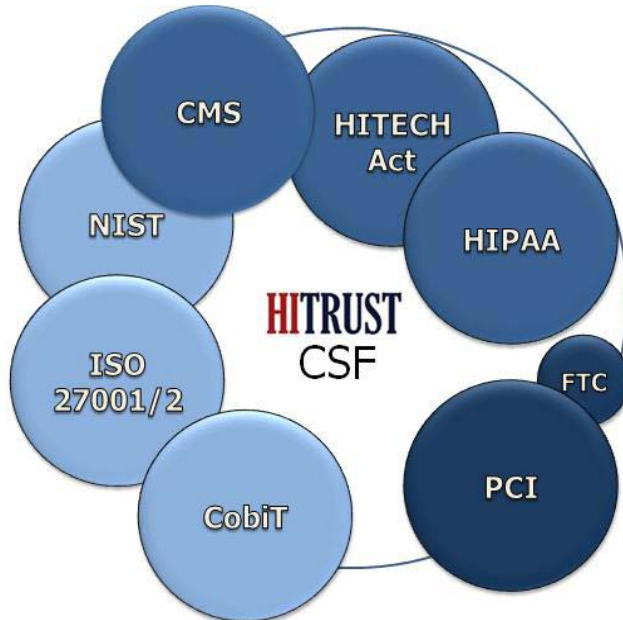 CMS
HITECH
Act
NIST
HIPAA
HITRUST
CSF
ISO
27001/2
FTC
PCI
CobiT